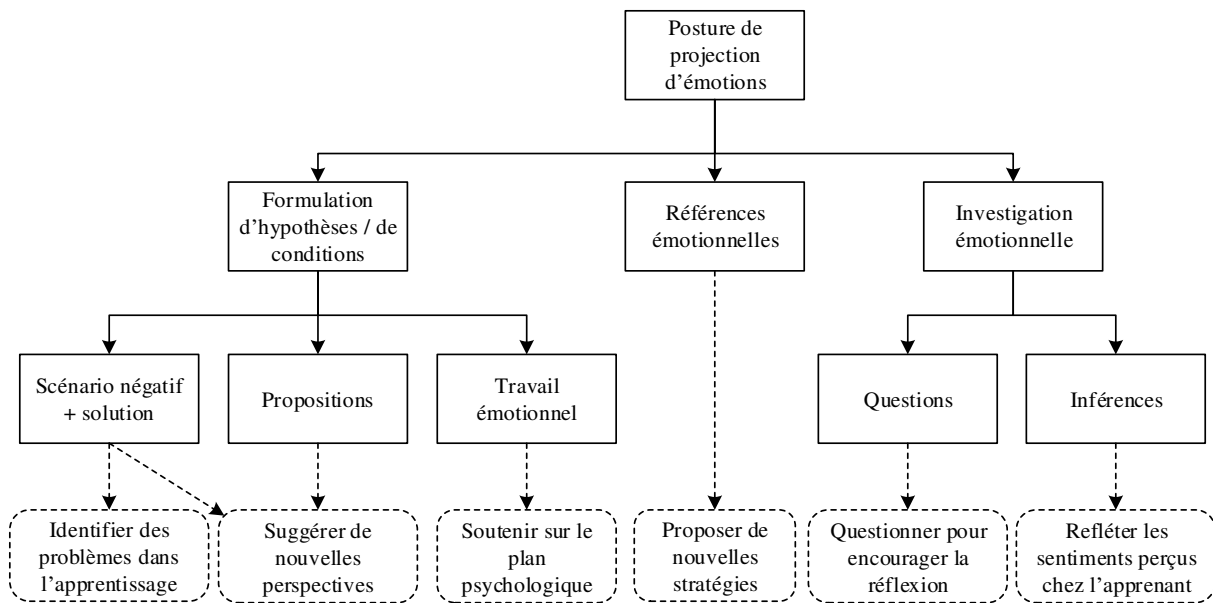 Posture de
projection
d’émotions
Formulation
d’hypothèses / de
conditions
Références
émotionnelles
Investigation
émotionnelle
Scénario négatif
+ solution
Propositions
Travail
émotionnel
Questions
Inférences
Identifier des
problèmes dans
l’apprentissage
Suggérer de
nouvelles
perspectives
Soutenir sur le
plan
psychologique
Proposer de
nouvelles
stratégies
Questionner pour
encourager la
réflexion
Refléter les
sentiments perçus
chez l’apprenant